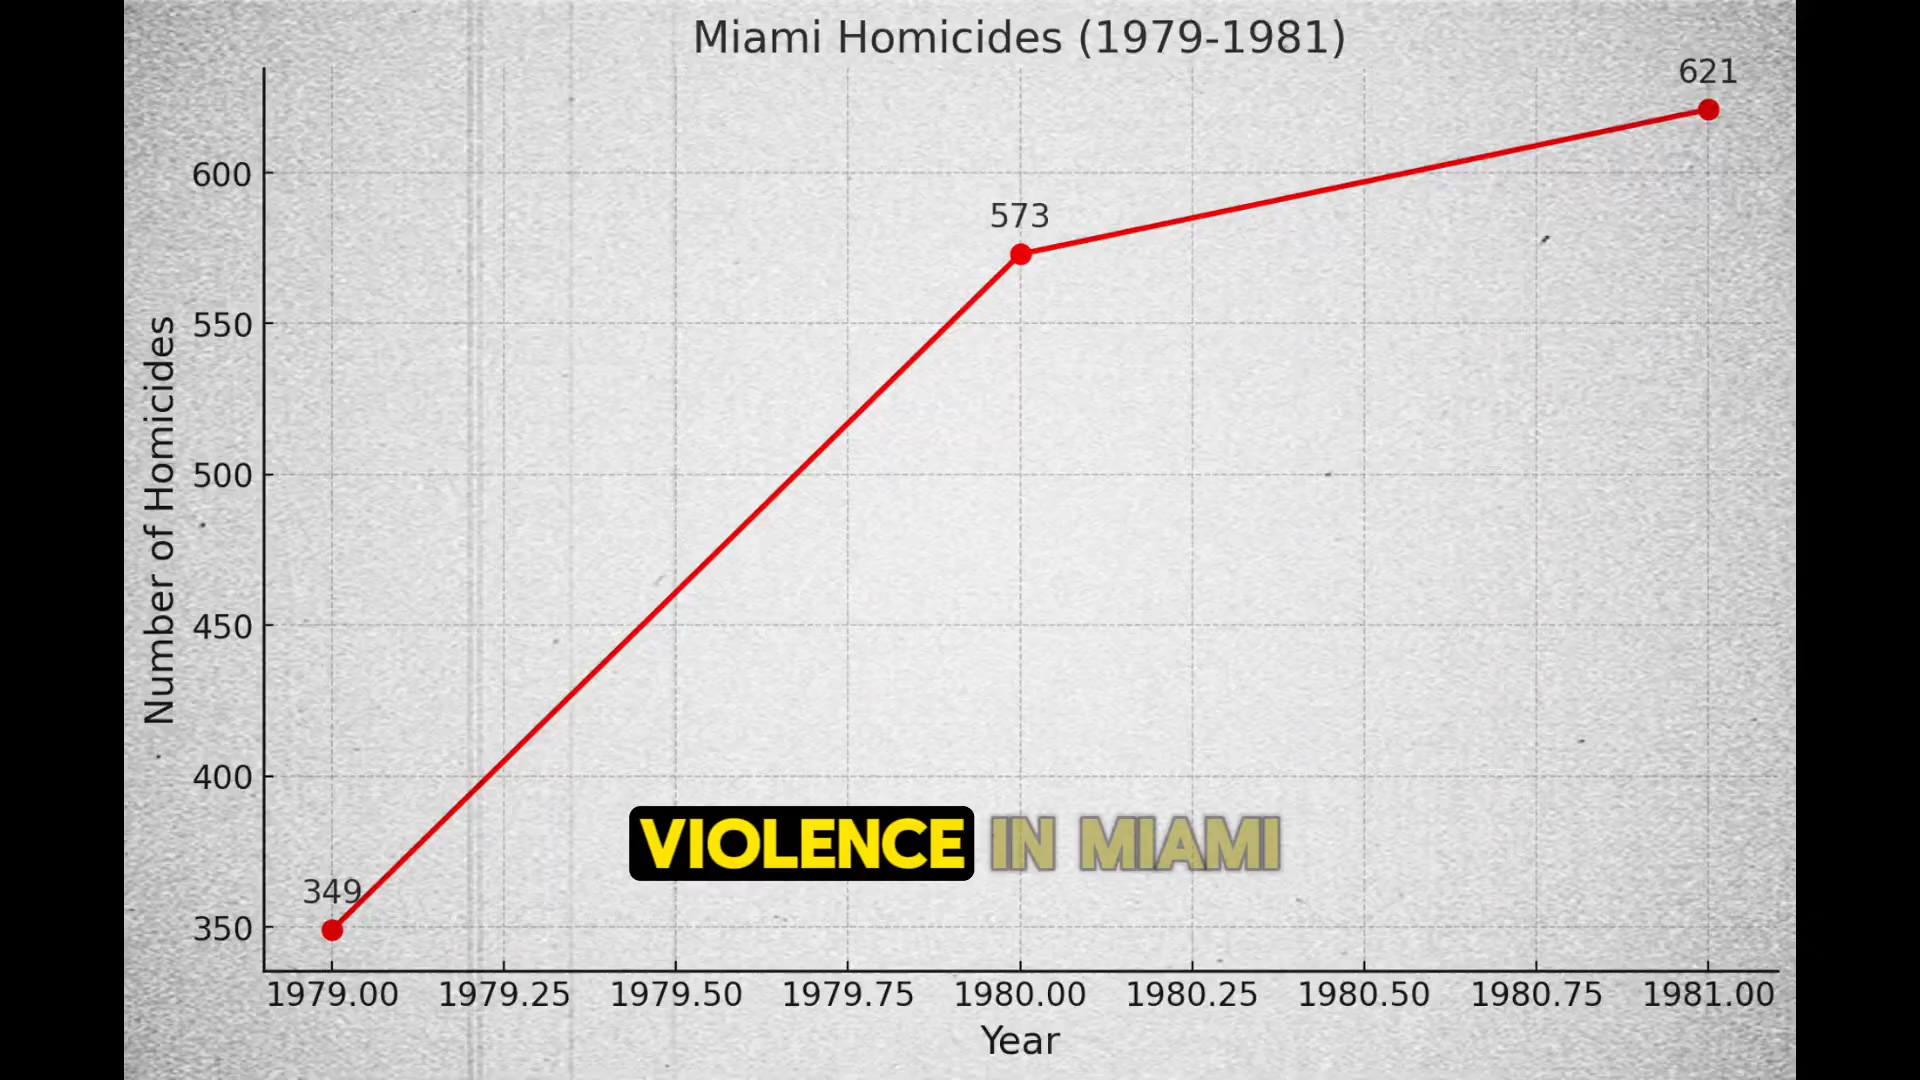 Miami Homicides (1979-1981)
621
600
573
550
500
450
400
350
349
Number of Homicides
VIOLENCE IN MIAMI
1979.00 1979.25 1979.50 1979.75 1980.00 1980.25 1980.50 1980.75 1981.00
Year